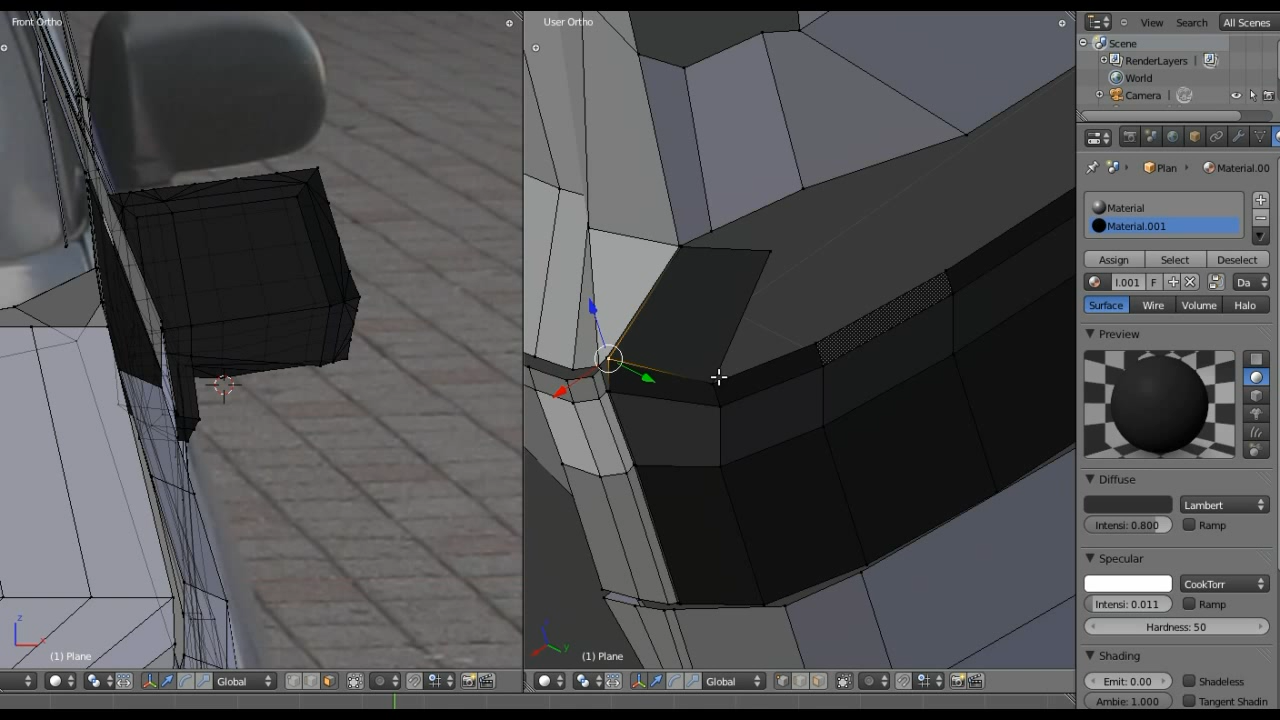 Front Ortho
User Ortho
View Search All Scenes
Scene
RenderLayers |
World
Camera |
Plan Material.00
Material
Material.001
Assign Select Deselect
I.001 F Da
Surface Wire Volume Halo
Preview
Diffuse
Lambert
Intensi: 0.800 Ramp
Specular
CookTorr
Intensi: 0.011 Ramp
Hardness: 50
Shading
Emit: 0.00 Shadeless
Ambie: 1.000 Tangent Shadin
z
x
(1) Plane
y
(1) Plane
Global
Global